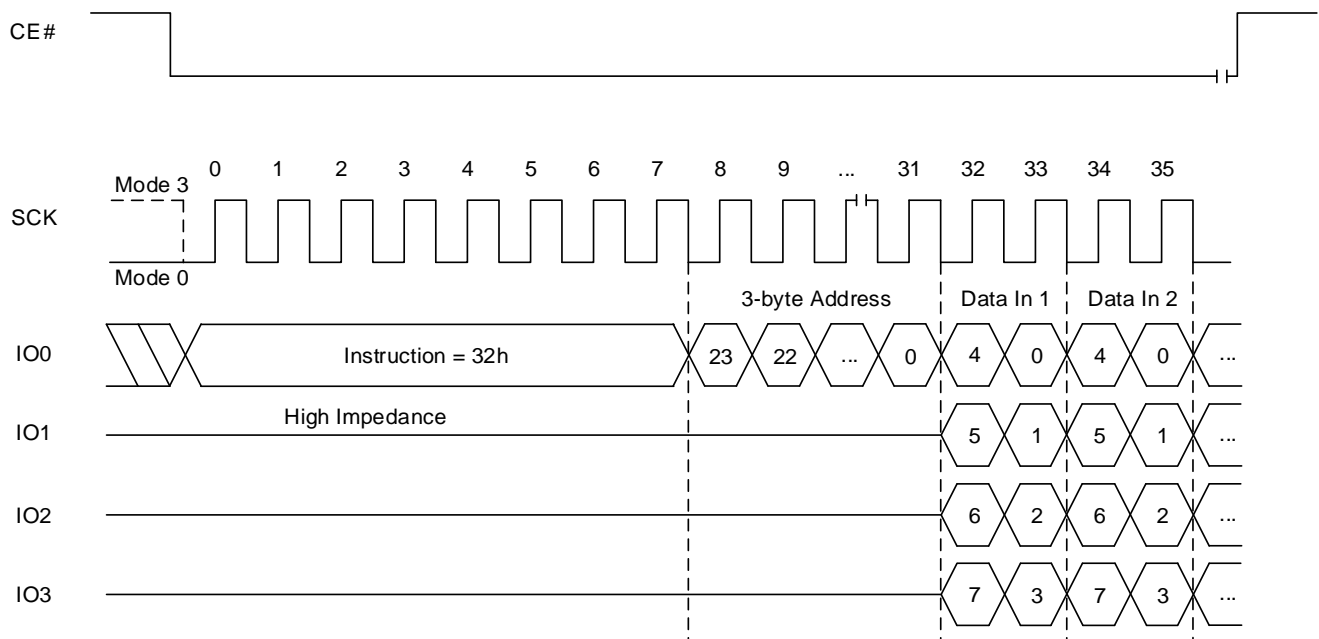 CE#
0 1 2 3 4 5 6 7 8 9 ... 31 32 33 34 35
Mode 3
SCK
Mode 0
3-byte Address Data In 1 Data In 2
IO0 Instruction = 32h 23 22 ... 0 4 0 4 0 ...
High Impedance
IO1 5 1 5 1 ...
IO2 6 2 6 2 ...
IO3 7 3 7 3 ...